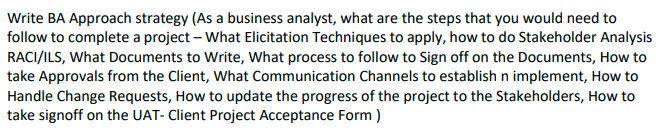 Write BA Approach strategy (As a business analyst, what are the steps that you would need to
follow to complete a project – What Elicitation Techniques to apply, how to do Stakeholder Analysis
RACI/ILS, What Documents to Write, What process to follow to Sign off on the Documents, How to
take Approvals from the Client, What Communication Channels to establish n implement, How to
Handle Change Requests, How to update the progress of the project to the Stakeholders, How to
take signoff on the UAT- Client Project Acceptance Form )